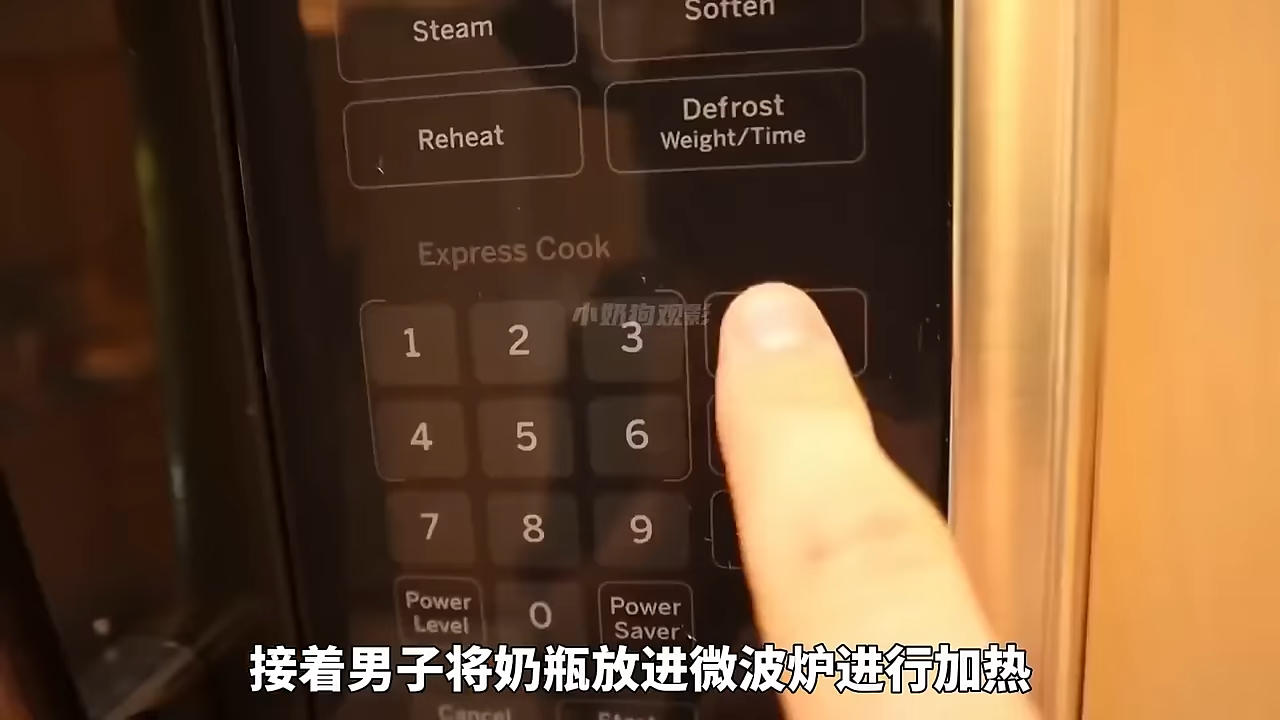 Steam
Soften
Reheat
Defrost
Weight/Time
Express Cook
小奶狗观影
1 2 3
4 5 6
7 8 9
Power
Level
0
Power
Saver
接着男子将奶瓶放进微波炉进行加热
Cancel
Start